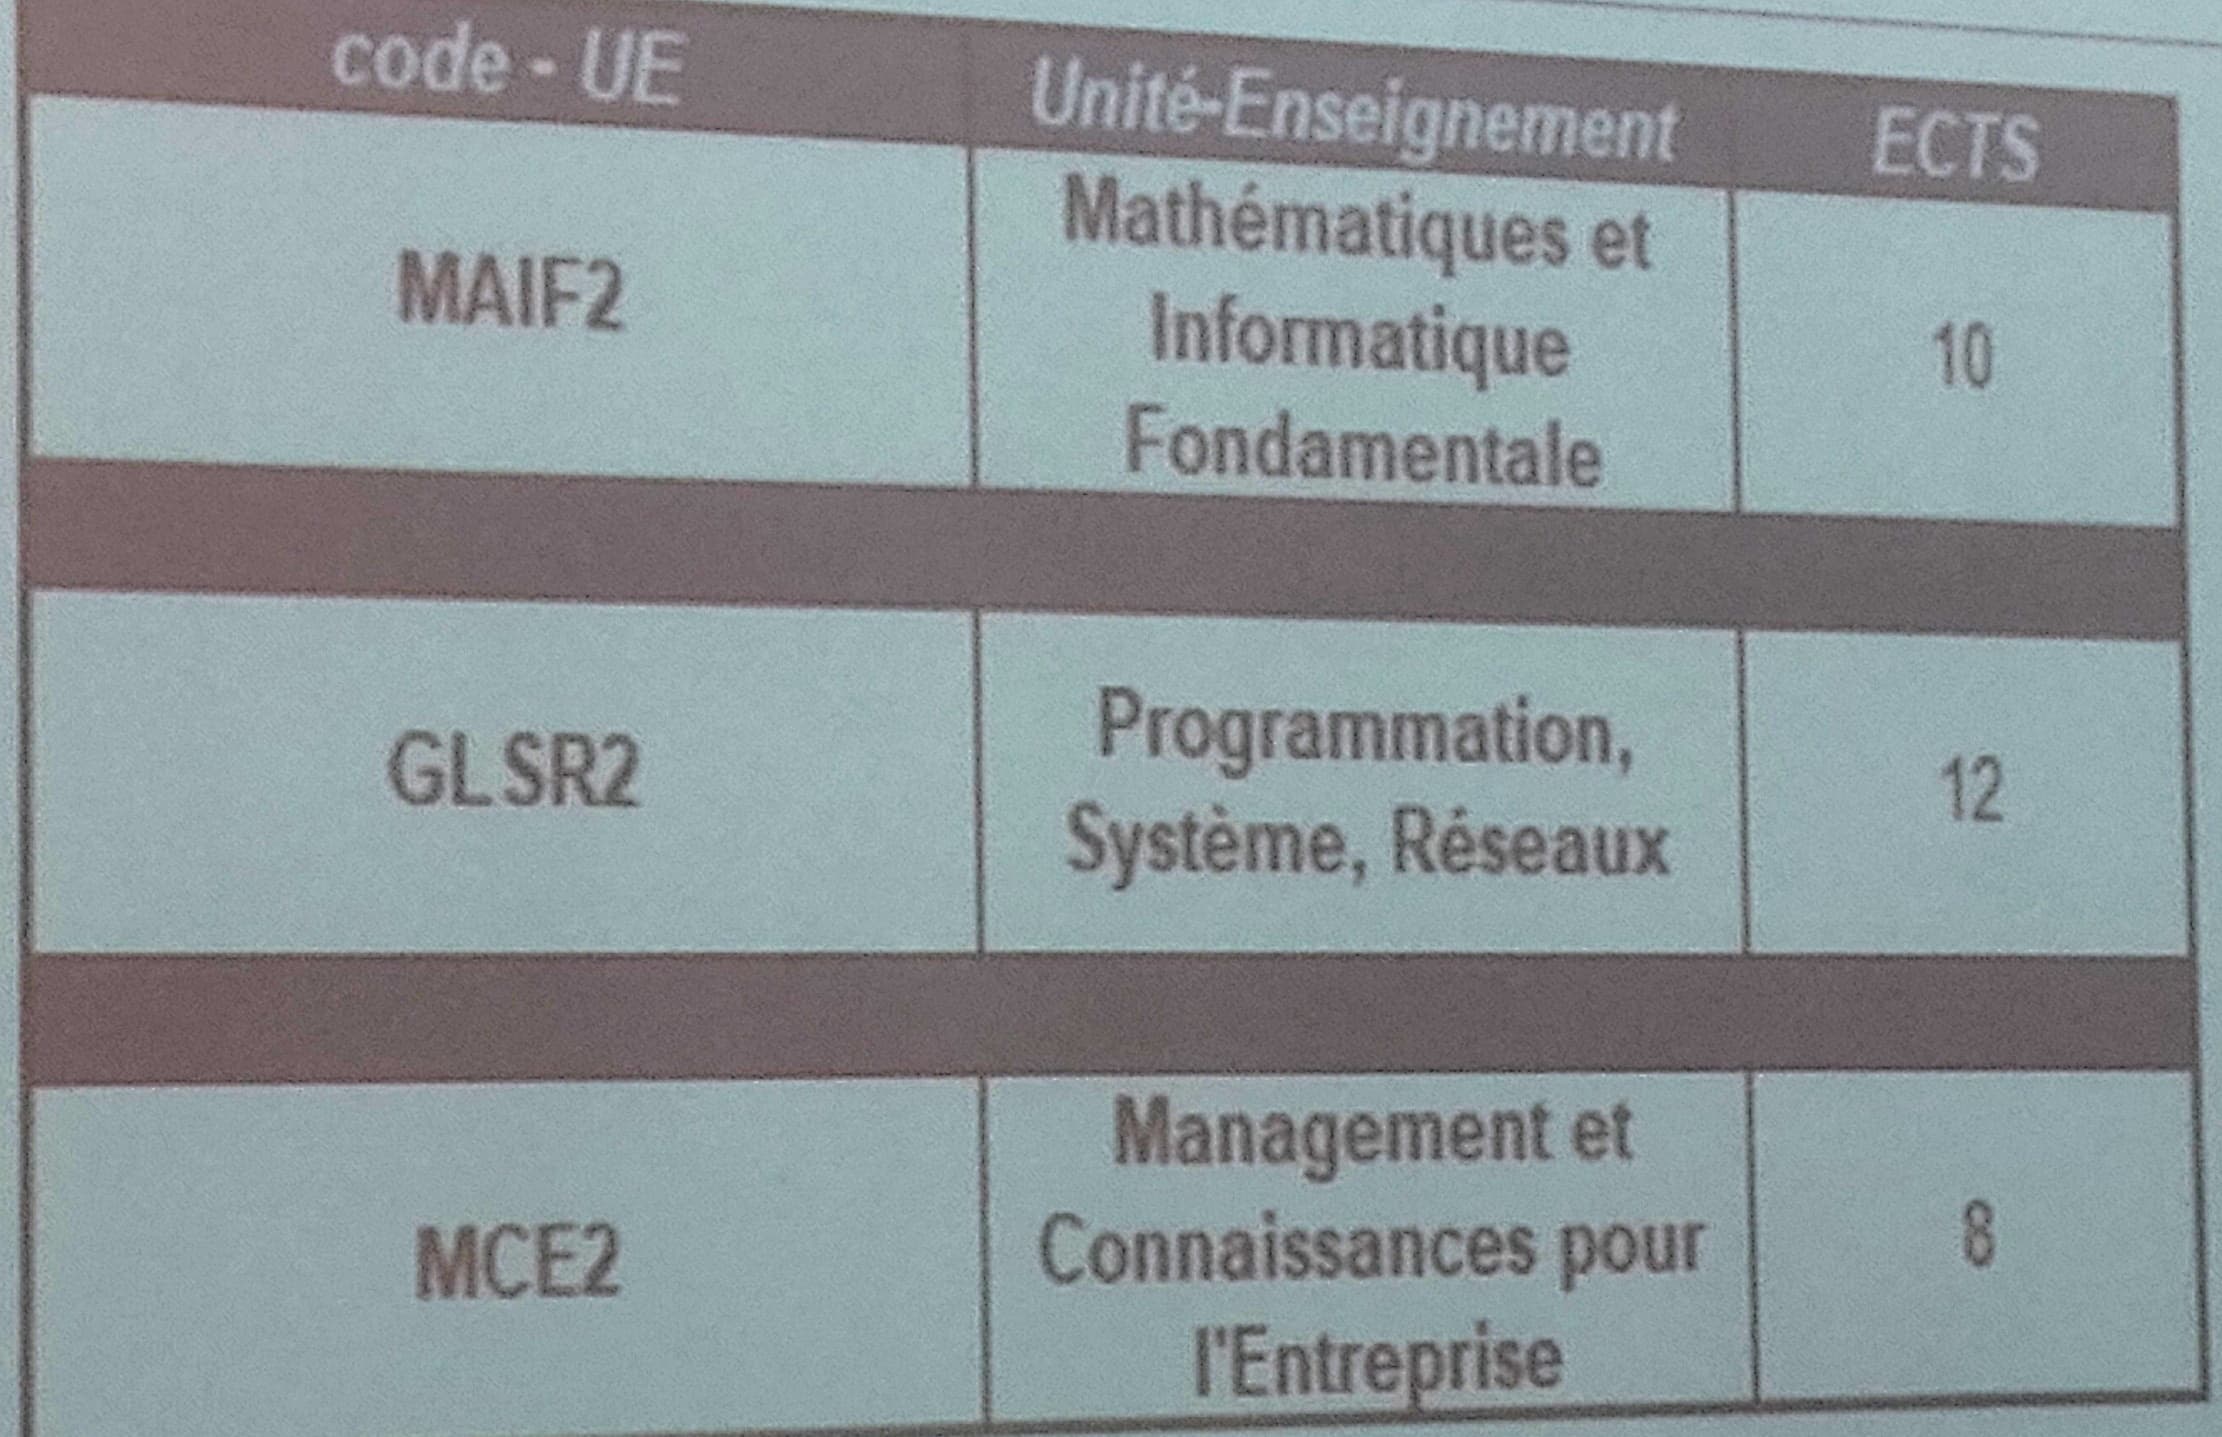 code - UE
Unité-Enseignement
ECTS
MAIF2
Mathématiques et
Informatique
Fondamentale
10
GLSR2
Programmation,
Système, Réseaux
12
MCE2
Management et
Connaissances pour
l'Entreprise
8